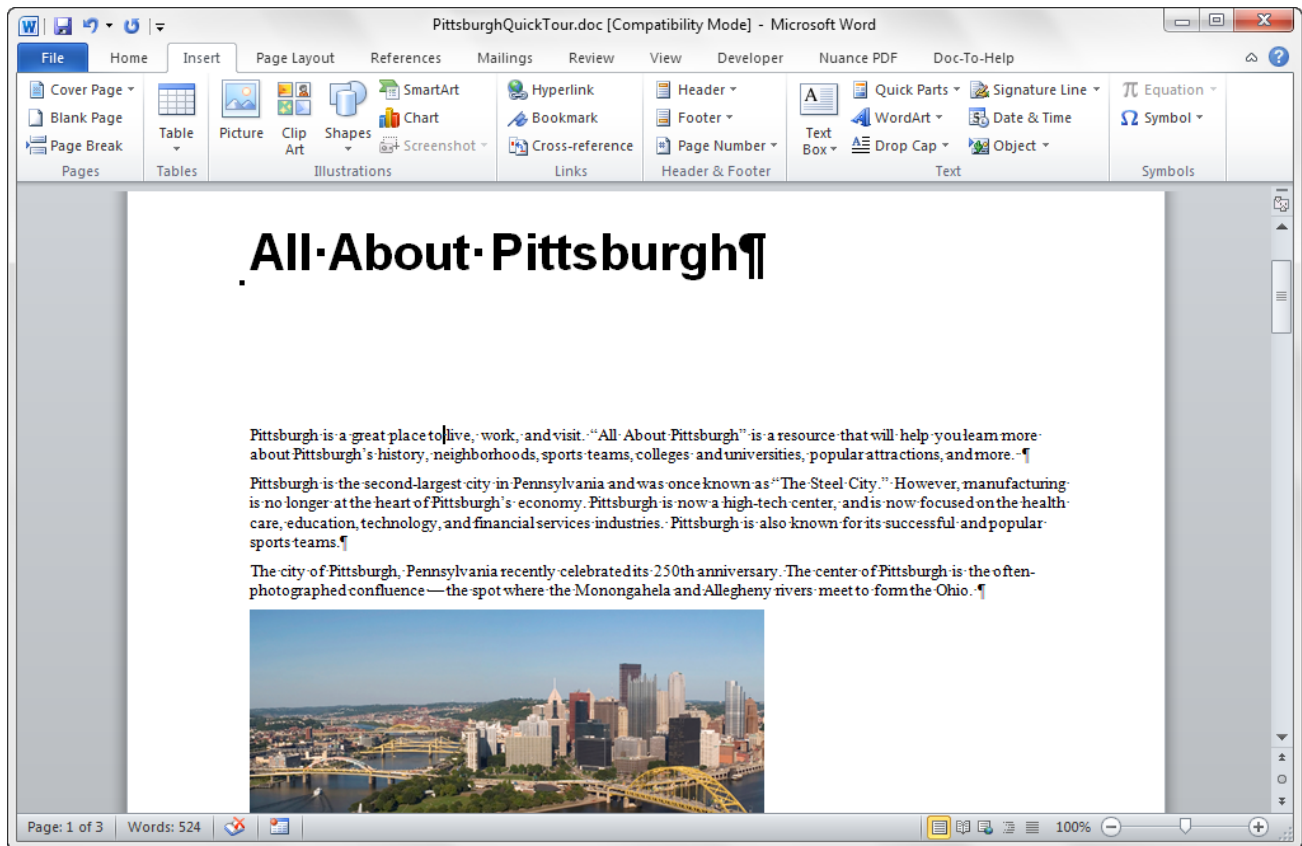 PittsburghQuickTour.doc [Compatibility Mode] - Microsoft Word
File Home Insert Page Layout References Mailings Review View Developer Nuance PDF Doc-To-Help
Cover Page
Blank Page
Page Break
Pages
Table
Tables
Picture
Clip Art
Shapes
SmartArt
Chart
Screenshot
Illustrations
Hyperlink
Bookmark
Cross-reference
Links
Header
Footer
Page Number
Header & Footer
Text Box
Quick Parts
WordArt
Drop Cap
Signature Line
Date & Time
Object
Text
π Equation
Ω Symbol
Symbols
All·About·Pittsburgh¶
Pittsburgh·is·a·great·place·to·live,·work,·and·visit.·“All·About·Pittsburgh”·is·a·resource·that·will·help·you·learn·more·
about·Pittsburgh’s·history,·neighborhoods,·sports·teams,·colleges·and·universities,·popular·attractions,·and·more.·¶
Pittsburgh·is·the·second-largest·city·in·Pennsylvania·and·was·once·known·as·“The·Steel·City.”·However,·manufacturing·
is·no·longer·at·the·heart·of·Pittsburgh’s·economy.·Pittsburgh·is·now·a·high-tech·center,·and·is·now·focused·on·the·health·
care,·education,·technology,·and·financial·services·industries.·Pittsburgh·is·also·known·for·its·successful·and·popular·
sports·teams.¶
The·city·of·Pittsburgh,·Pennsylvania·recently·celebrated·its·250th·anniversary.·The·center·of·Pittsburgh·is·the·often-
photographed·confluence·—·the·spot·where·the·Monongahela·and·Allegheny·rivers·meet·to·form·the·Ohio.·¶
Page: 1 of 3 Words: 524 100%